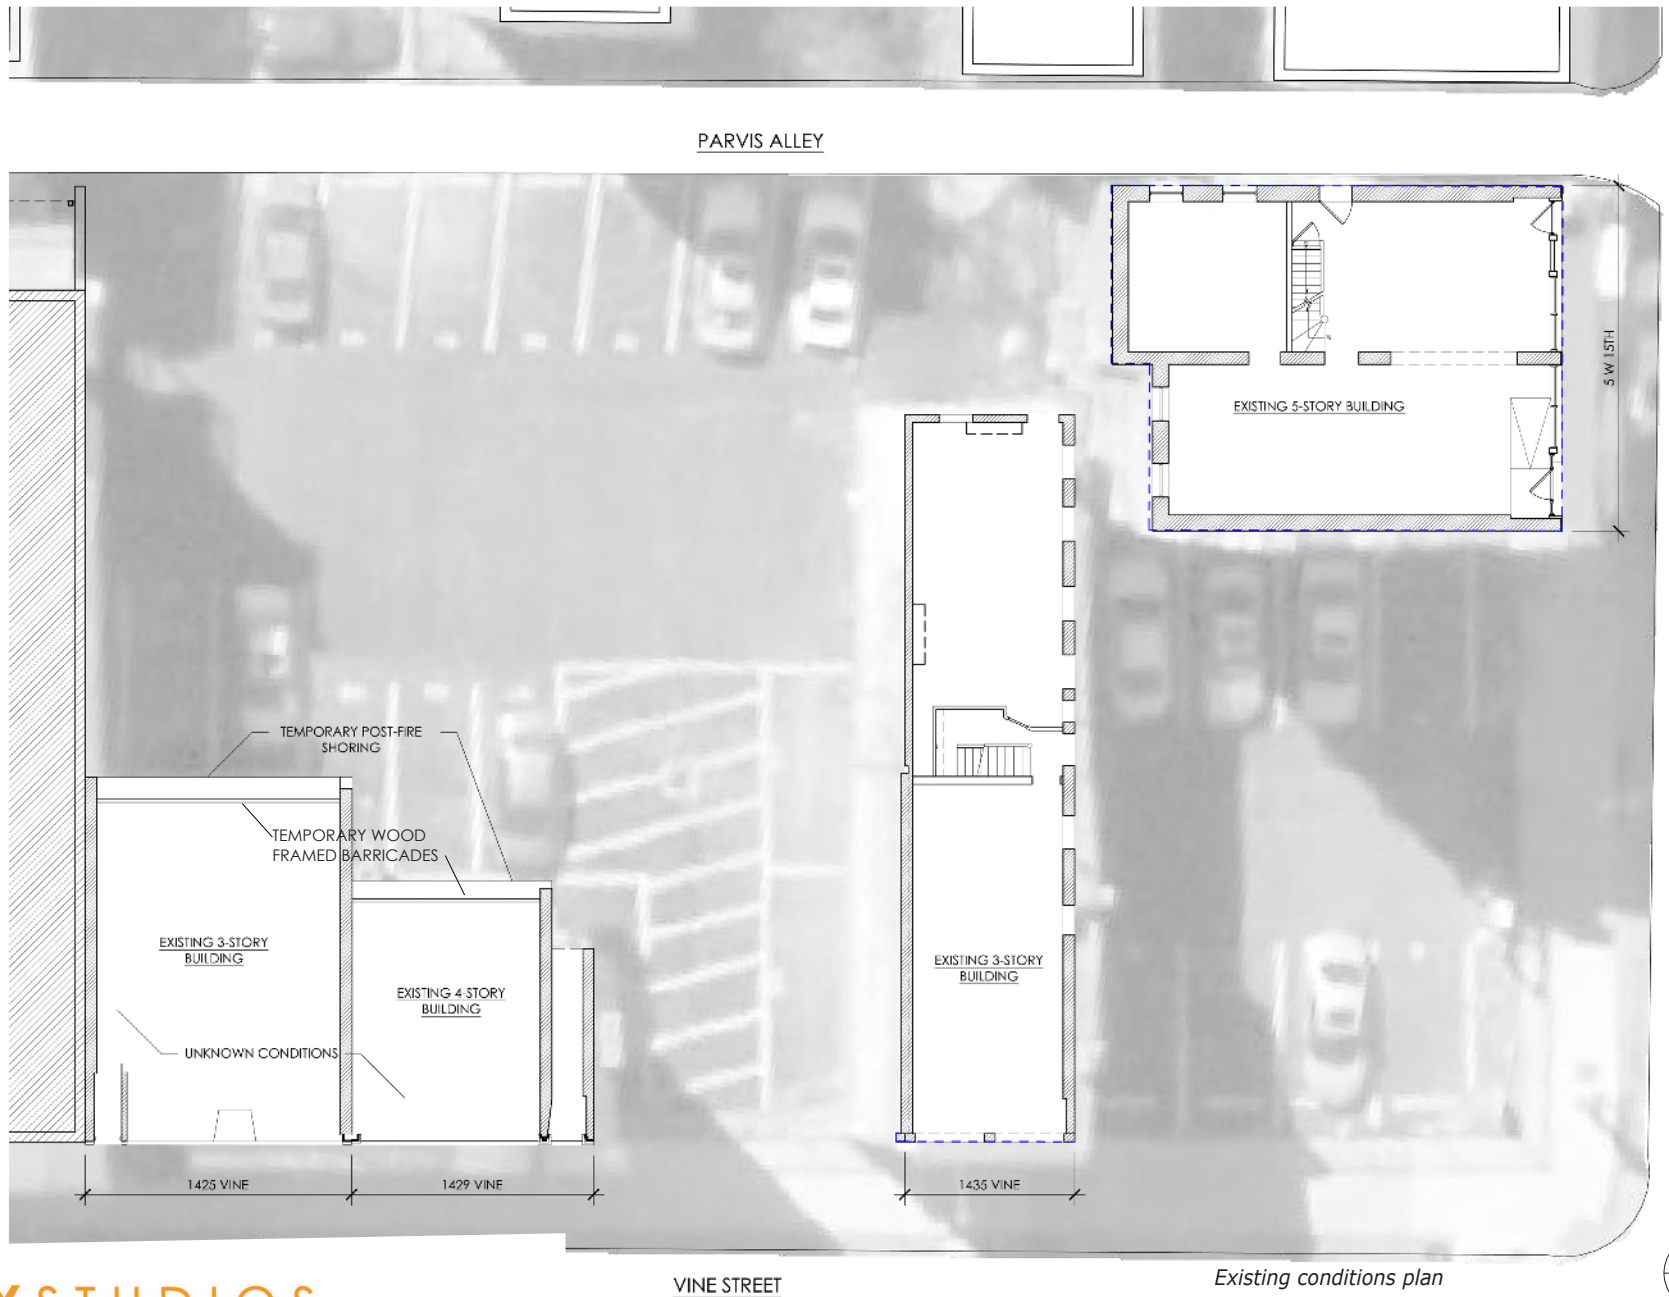 PARVIS ALLEY
5 W 15TH
EXISTING 5-STORY BUILDING
TEMPORARY POST-FIRE
SHORING
TEMPORARY WOOD
FRAMED BARRICADES
EXISTING 3-STORY
BUILDING
EXISTING 4-STORY
BUILDING
EXISTING 3-STORY
BUILDING
UNKNOWN CONDITIONS
1425 VINE
1429 VINE
1435 VINE
VINE STREET
Existing conditions plan
STUDIOS